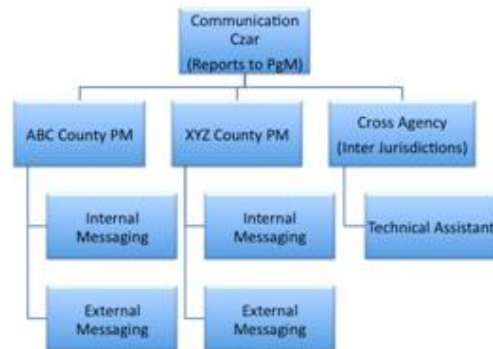 Communication
Czar
(Reports to PgM)
ABC County PM
XYZ County PM
Cross Agency
(Inter Jurisdictions)
Internal
Messaging
Internal
Messaging
Technical Assistant
External
Messaging
External
Messaging